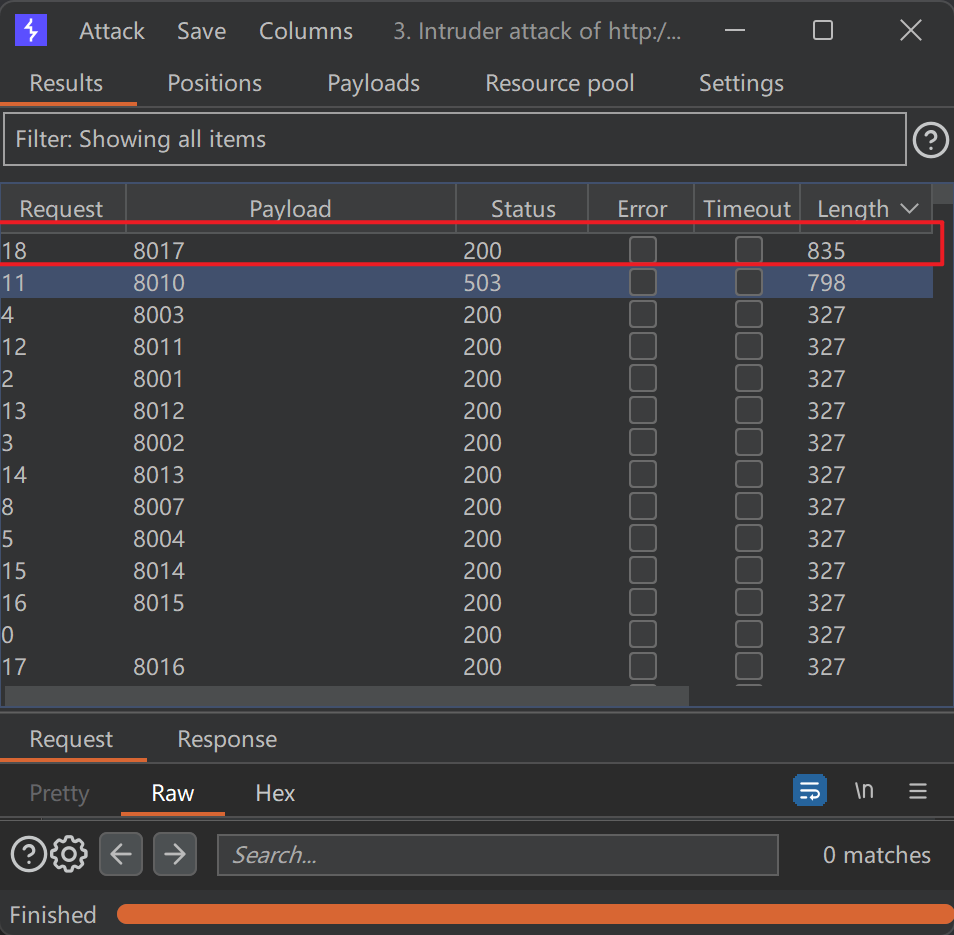 Attack Save Columns 3. Intruder attack of http:/...
Results Positions Payloads Resource pool Settings
Filter: Showing all items
Request Payload Status Error Timeout Length
18 8017 200 835
11 8010 503 798
4 8003 200 327
12 8011 200 327
2 8001 200 327
13 8012 200 327
3 8002 200 327
14 8013 200 327
8 8007 200 327
5 8004 200 327
15 8014 200 327
16 8015 200 327
0 200 327
17 8016 200 327
Request Response
Pretty Raw Hex \n
Search... 0 matches
Finished